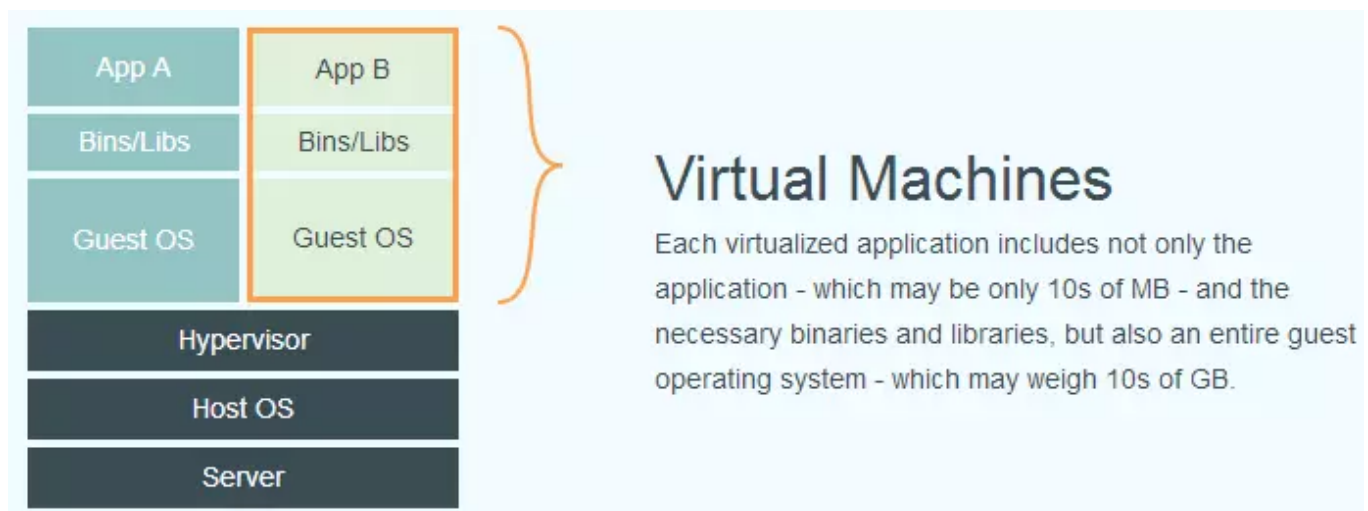 App A
App B
Bins/Libs
Bins/Libs
Guest OS
Guest OS
Hypervisor
Host OS
Server
Virtual Machines
Each virtualized application includes not only the
application - which may be only 10s of MB - and the
necessary binaries and libraries, but also an entire guest
operating system - which may weigh 10s of GB.